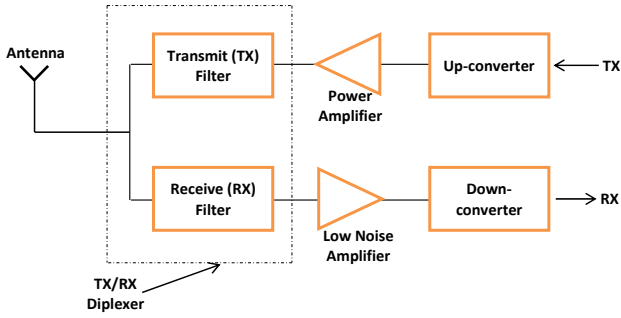 Antenna
Transmit (TX)
Filter
Power
Amplifier
Up-converter
TX
Receive (RX)
Filter
Low Noise
Amplifier
Down-
converter
RX
TX/RX
Diplexer